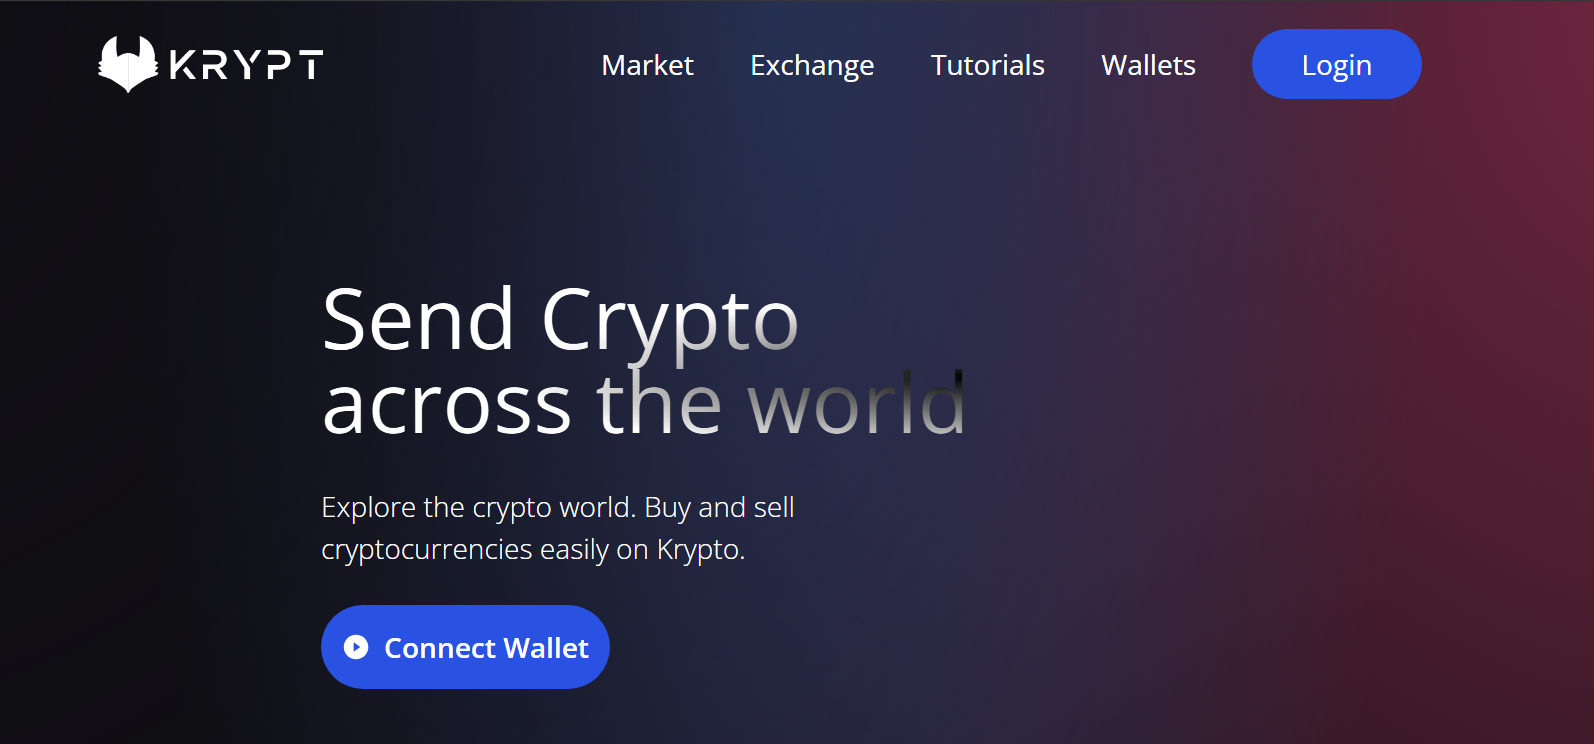 KRYPT
Market
Exchange
Tutorials
Wallets
Login
Send Crypto
across the world
Explore the crypto world. Buy and sell
cryptocurrencies easily on Krypto.
Connect Wallet